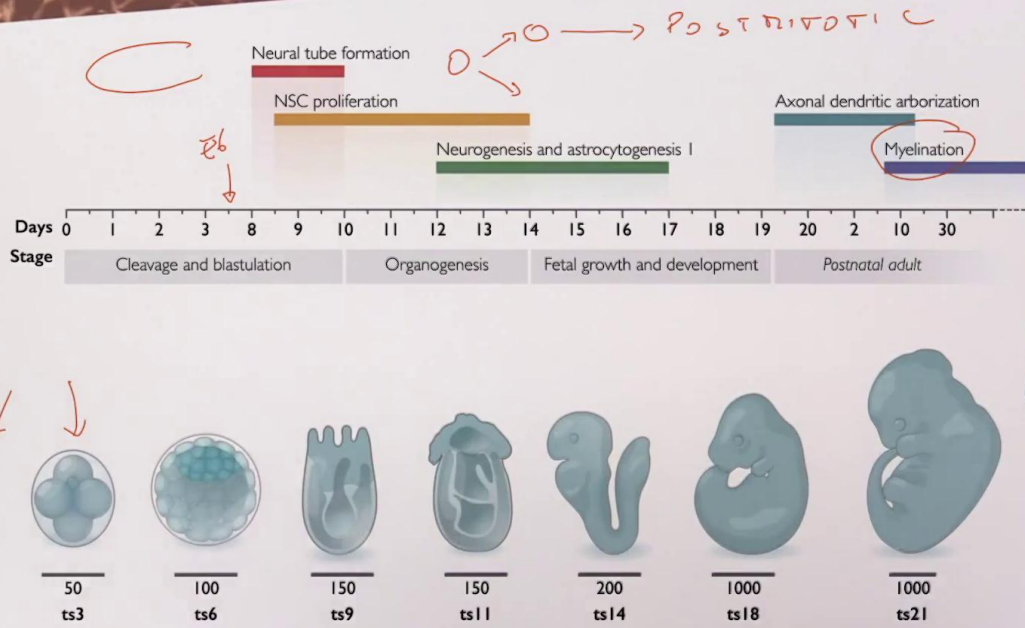 POSTMITOTIC
Neural tube formation
NSC proliferation
Axonal dendritic arborization
E6
Neurogenesis and astrocytogenesis I
Myelination
Days 0 1 2 3 8 9 10 11 12 13 14 15 16 17 18 19 20 2 10 30
Stage Cleavage and blastulation Organogenesis Fetal growth and development Postnatal adult
50 100 150 150 200 1000 1000
ts3 ts6 ts9 ts11 ts14 ts18 ts21